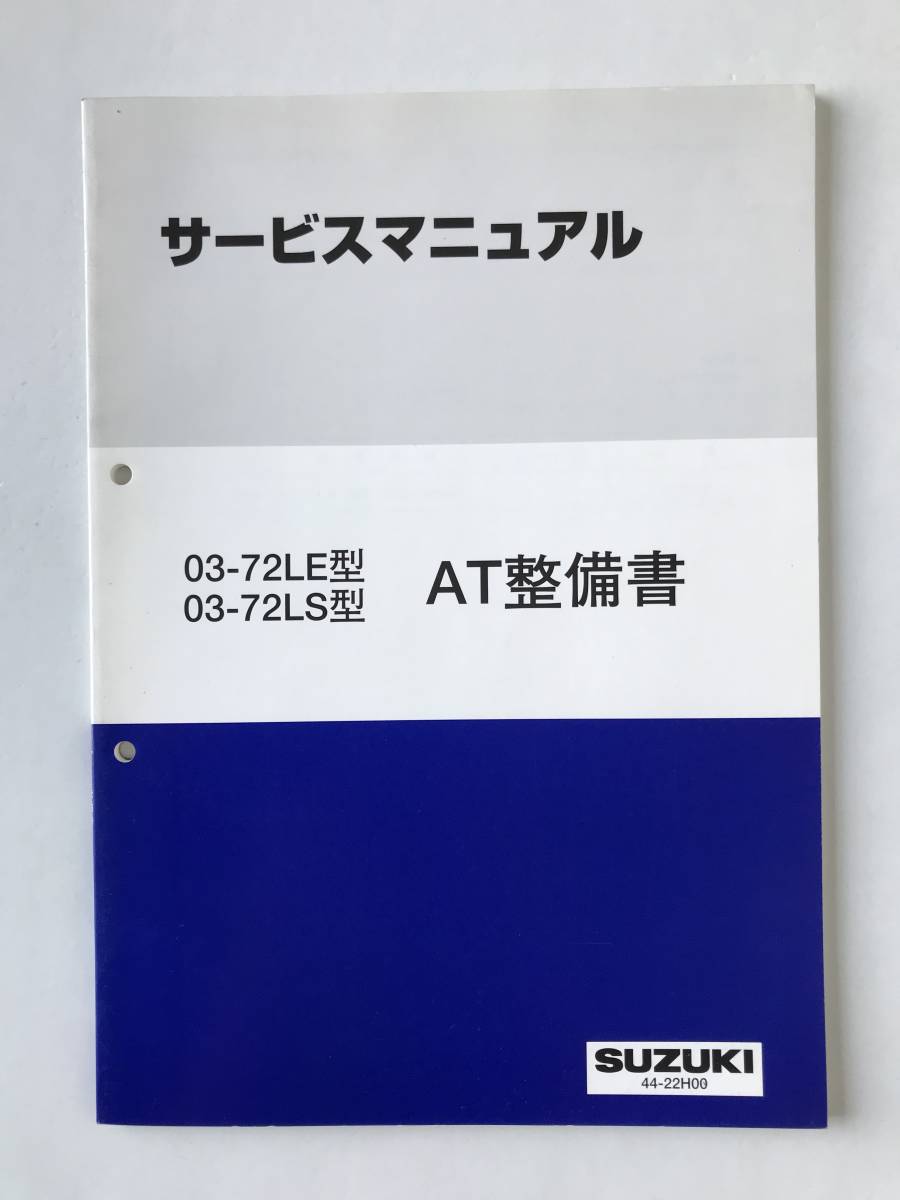 サービスマニュアル
03-72LE型
03-72LS型
AT整備書
SUZUKI
44-22H00